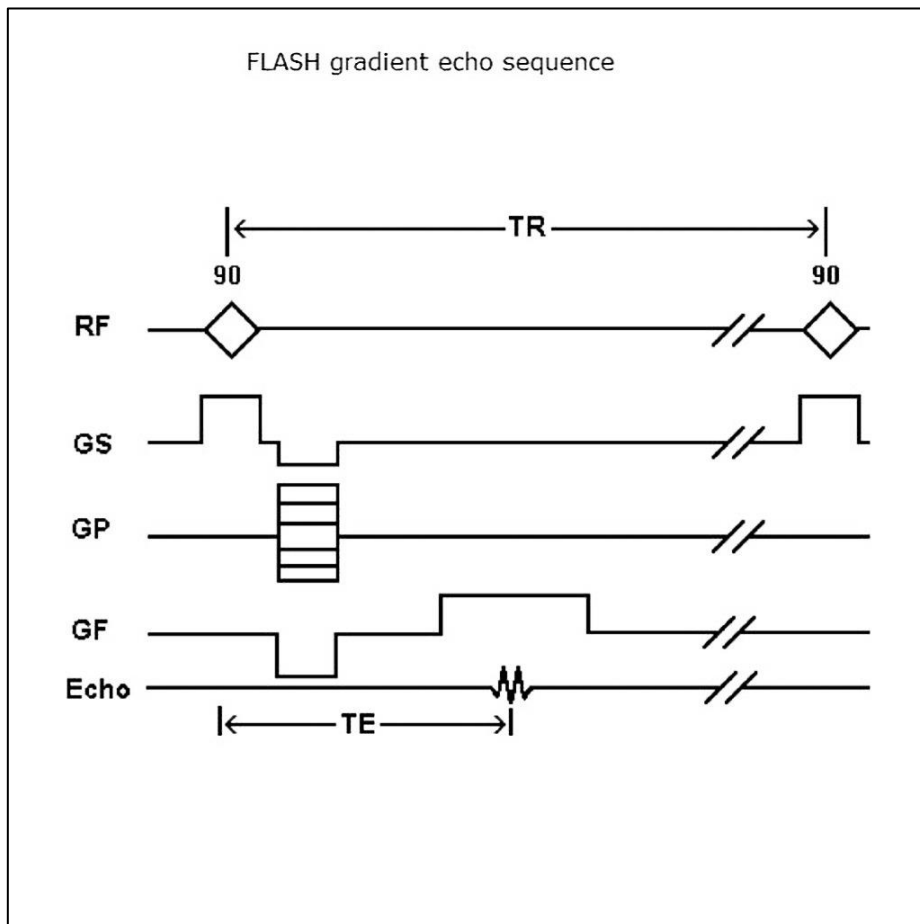 FLASH gradient echo sequence
TR
90 90
RF
GS
GP
GF
Echo
TE